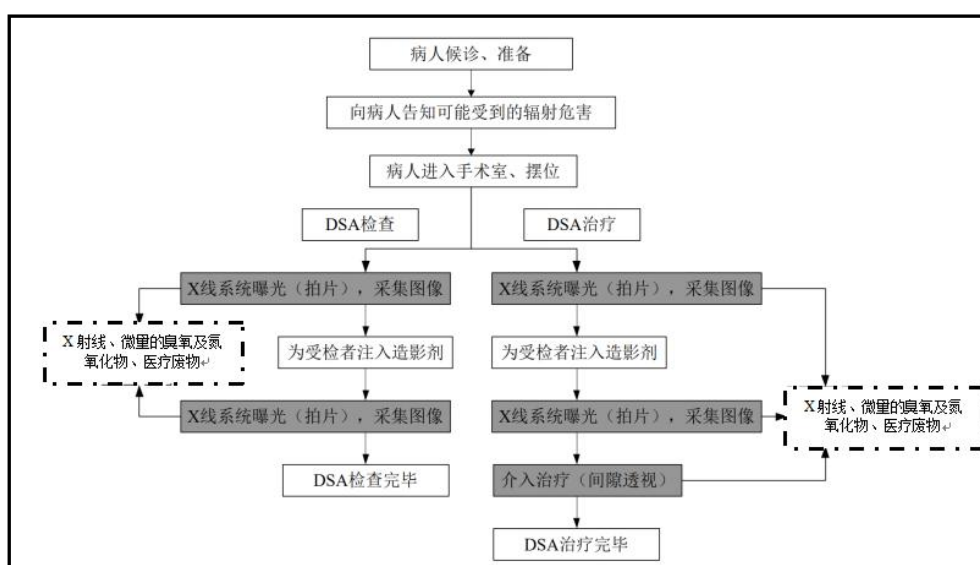 病人候诊、准备
向病人告知可能受到的辐射危害
病人进入手术室、摆位
DSA检查
DSA治疗
X线系统曝光（拍片），采集图像
X线系统曝光（拍片），采集图像
X射线、微量的臭氧及氮
氧化物、医疗废物↵
为受检者注入造影剂
为受检者注入造影剂
X线系统曝光（拍片），采集图像
X线系统曝光（拍片），采集图像
X射线、微量的臭氧及氮
氧化物、医疗废物↵
DSA检查完毕
介入治疗（间隙透视）
DSA治疗完毕